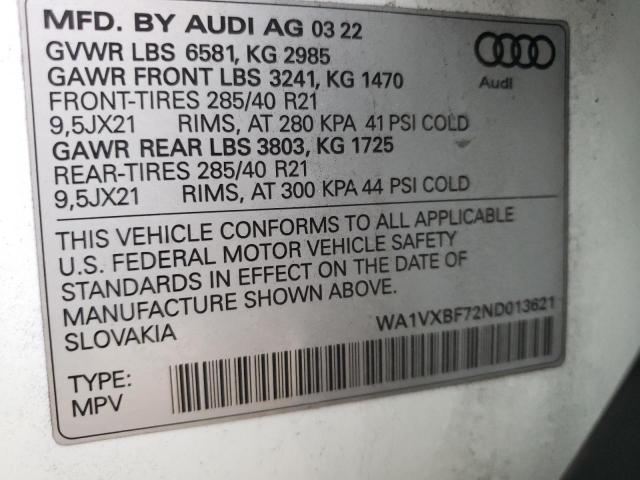 MFD. BY AUDI AG 03 22
GVWR LBS 6581, KG 2985
GAWR FRONT LBS 3241, KG 1470
FRONT-TIRES 285/40 R21
9,5JX21 RIMS, AT 280 KPA 41 PSI COLD
GAWR REAR LBS 3803, KG 1725
REAR-TIRES 285/40 R21
9,5JX21 RIMS, AT 300 KPA 44 PSI COLD
Audi
THIS VEHICLE CONFORMS TO ALL APPLICABLE
U.S. FEDERAL MOTOR VEHICLE SAFETY
STANDARDS IN EFFECT ON THE DATE OF
MANUFACTURE SHOWN ABOVE.
SLOVAKIA
WA1VXBF72ND013621
TYPE:
MPV